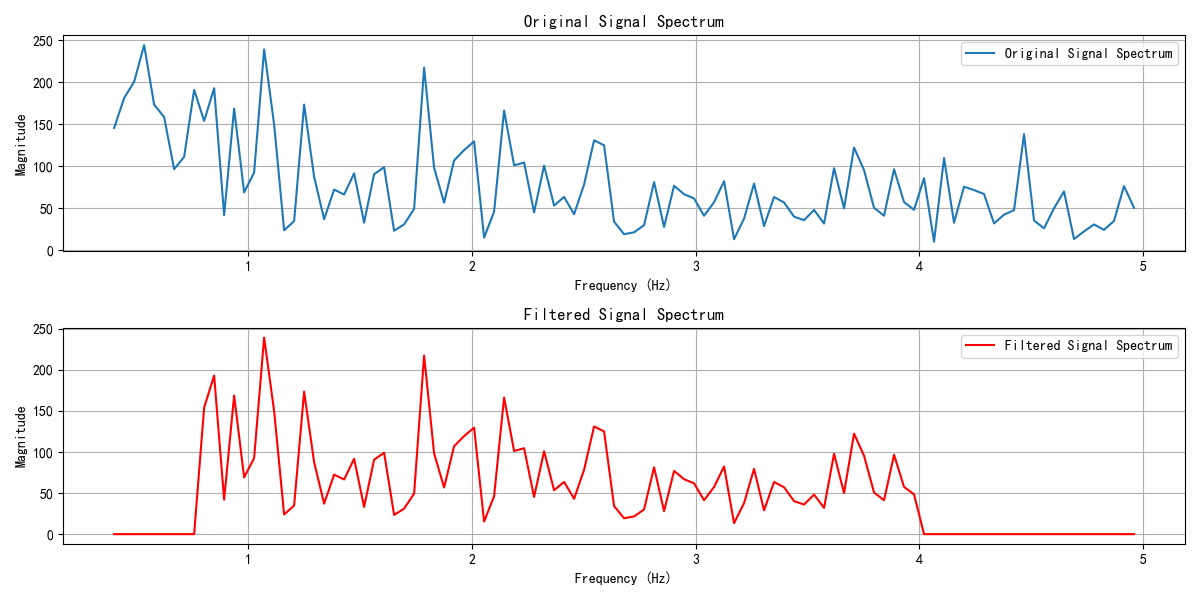 Original Signal Spectrum
250
200
150
100
50
0
Magnitude
Original Signal Spectrum
1
2
3
4
5
Frequency (Hz)
Filtered Signal Spectrum
250
200
150
100
50
0
Magnitude
Filtered Signal Spectrum
1
2
3
4
5
Frequency (Hz)